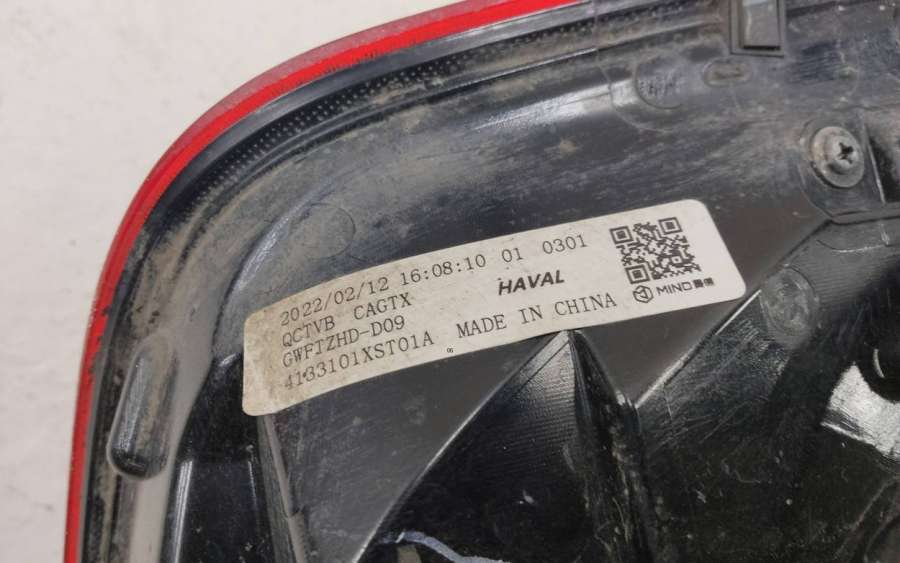 2022/02/12 16:08:10 01 0301
QCTVB CAGTX
HAVAL
GWFTZHD-D09
4133101XST01A MADE IN CHINA
MIND